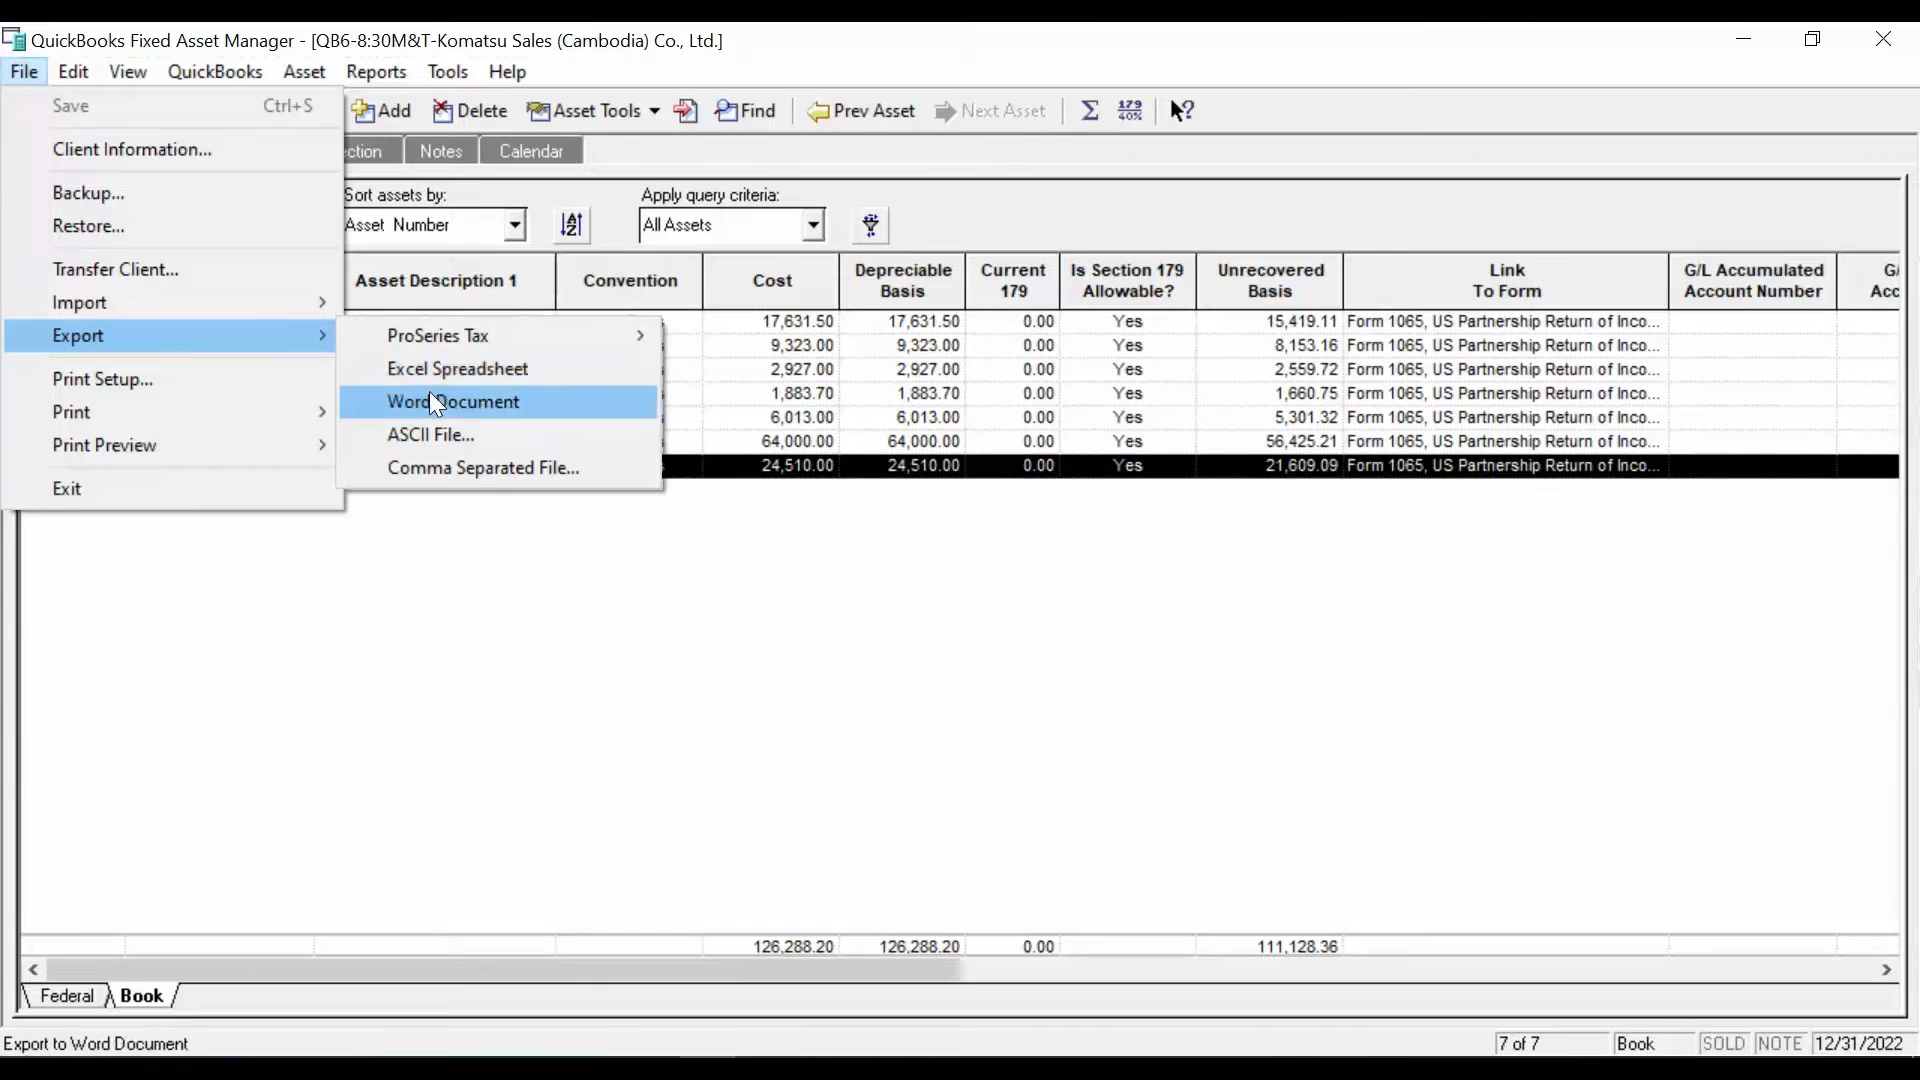 QuickBooks Fixed Asset Manager - [QB6-8:30M&T-Komatsu Sales (Cambodia) Co., Ltd.]
File Edit View QuickBooks Asset Reports Tools Help
Save Ctrl+S
Client Information...
Backup...
Restore...
Transfer Client...
Import
Export
Print Setup...
Print
Print Preview
Exit
Add Delete Asset Tools Find Prev Asset Next Asset Σ 179 40%
ction Notes Calendar
Sort assets by: Apply query criteria:
Asset Number All Assets
Asset Description 1 Convention Cost Depreciable Basis Current 179 Is Section 179 Allowable? Unrecovered Basis Link To Form G/L Accumulated Account Number G/ Acc
ProSeries Tax
Excel Spreadsheet
Word Document
ASCII File...
Comma Separated File...
17,631.50 17,631.50 0.00 Yes 15,419.11 Form 1065, US Partnership Return of Inco...
9,323.00 9,323.00 0.00 Yes 8,153.16 Form 1065, US Partnership Return of Inco...
2,927.00 2,927.00 0.00 Yes 2,559.72 Form 1065, US Partnership Return of Inco...
1,883.70 1,883.70 0.00 Yes 1,660.75 Form 1065, US Partnership Return of Inco...
6,013.00 6,013.00 0.00 Yes 5,301.32 Form 1065, US Partnership Return of Inco...
64,000.00 64,000.00 0.00 Yes 56,425.21 Form 1065, US Partnership Return of Inco...
24,510.00 24,510.00 0.00 Yes 21,609.09 Form 1065, US Partnership Return of Inco...
126,288.20 126,288.20 0.00 111,128.36
Federal Book
Export to Word Document 7 of 7 Book SOLD NOTE 12/31/2022